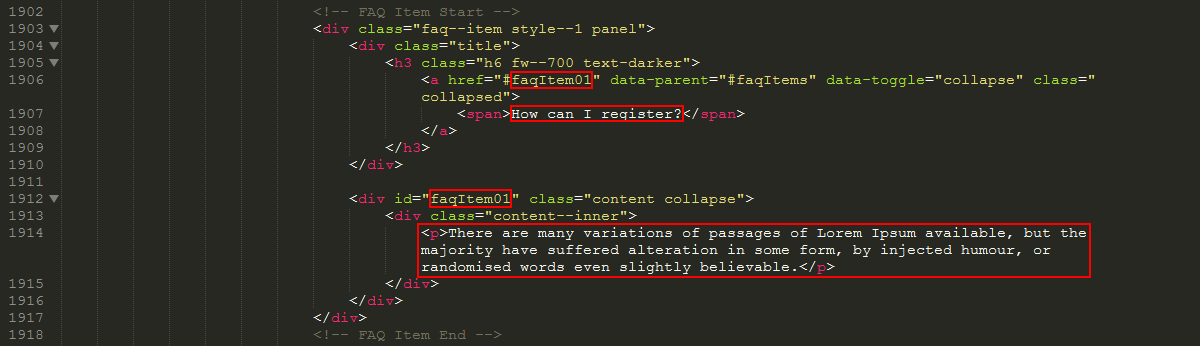 1902 <!-- FAQ Item Start -->
1903 <div class="faq--item style--1 panel">
1904 <div class="title">
1905 <h3 class="h6 fw--700 text-darker">
1906 <a href="#faqItem01" data-parent="#faqItems" data-toggle="collapse" class="
collapsed">
1907 <span>How can I register?</span>
1908 </a>
1909 </h3>
1910 </div>
1911
1912 <div id="faqItem01" class="content collapse">
1913 <div class="content--inner">
1914 <p>There are many variations of passages of Lorem Ipsum available, but the
majority have suffered alteration in some form, by injected humour, or
randomised words even slightly believable.</p>
1915 </div>
1916 </div>
1917 </div>
1918 <!-- FAQ Item End -->